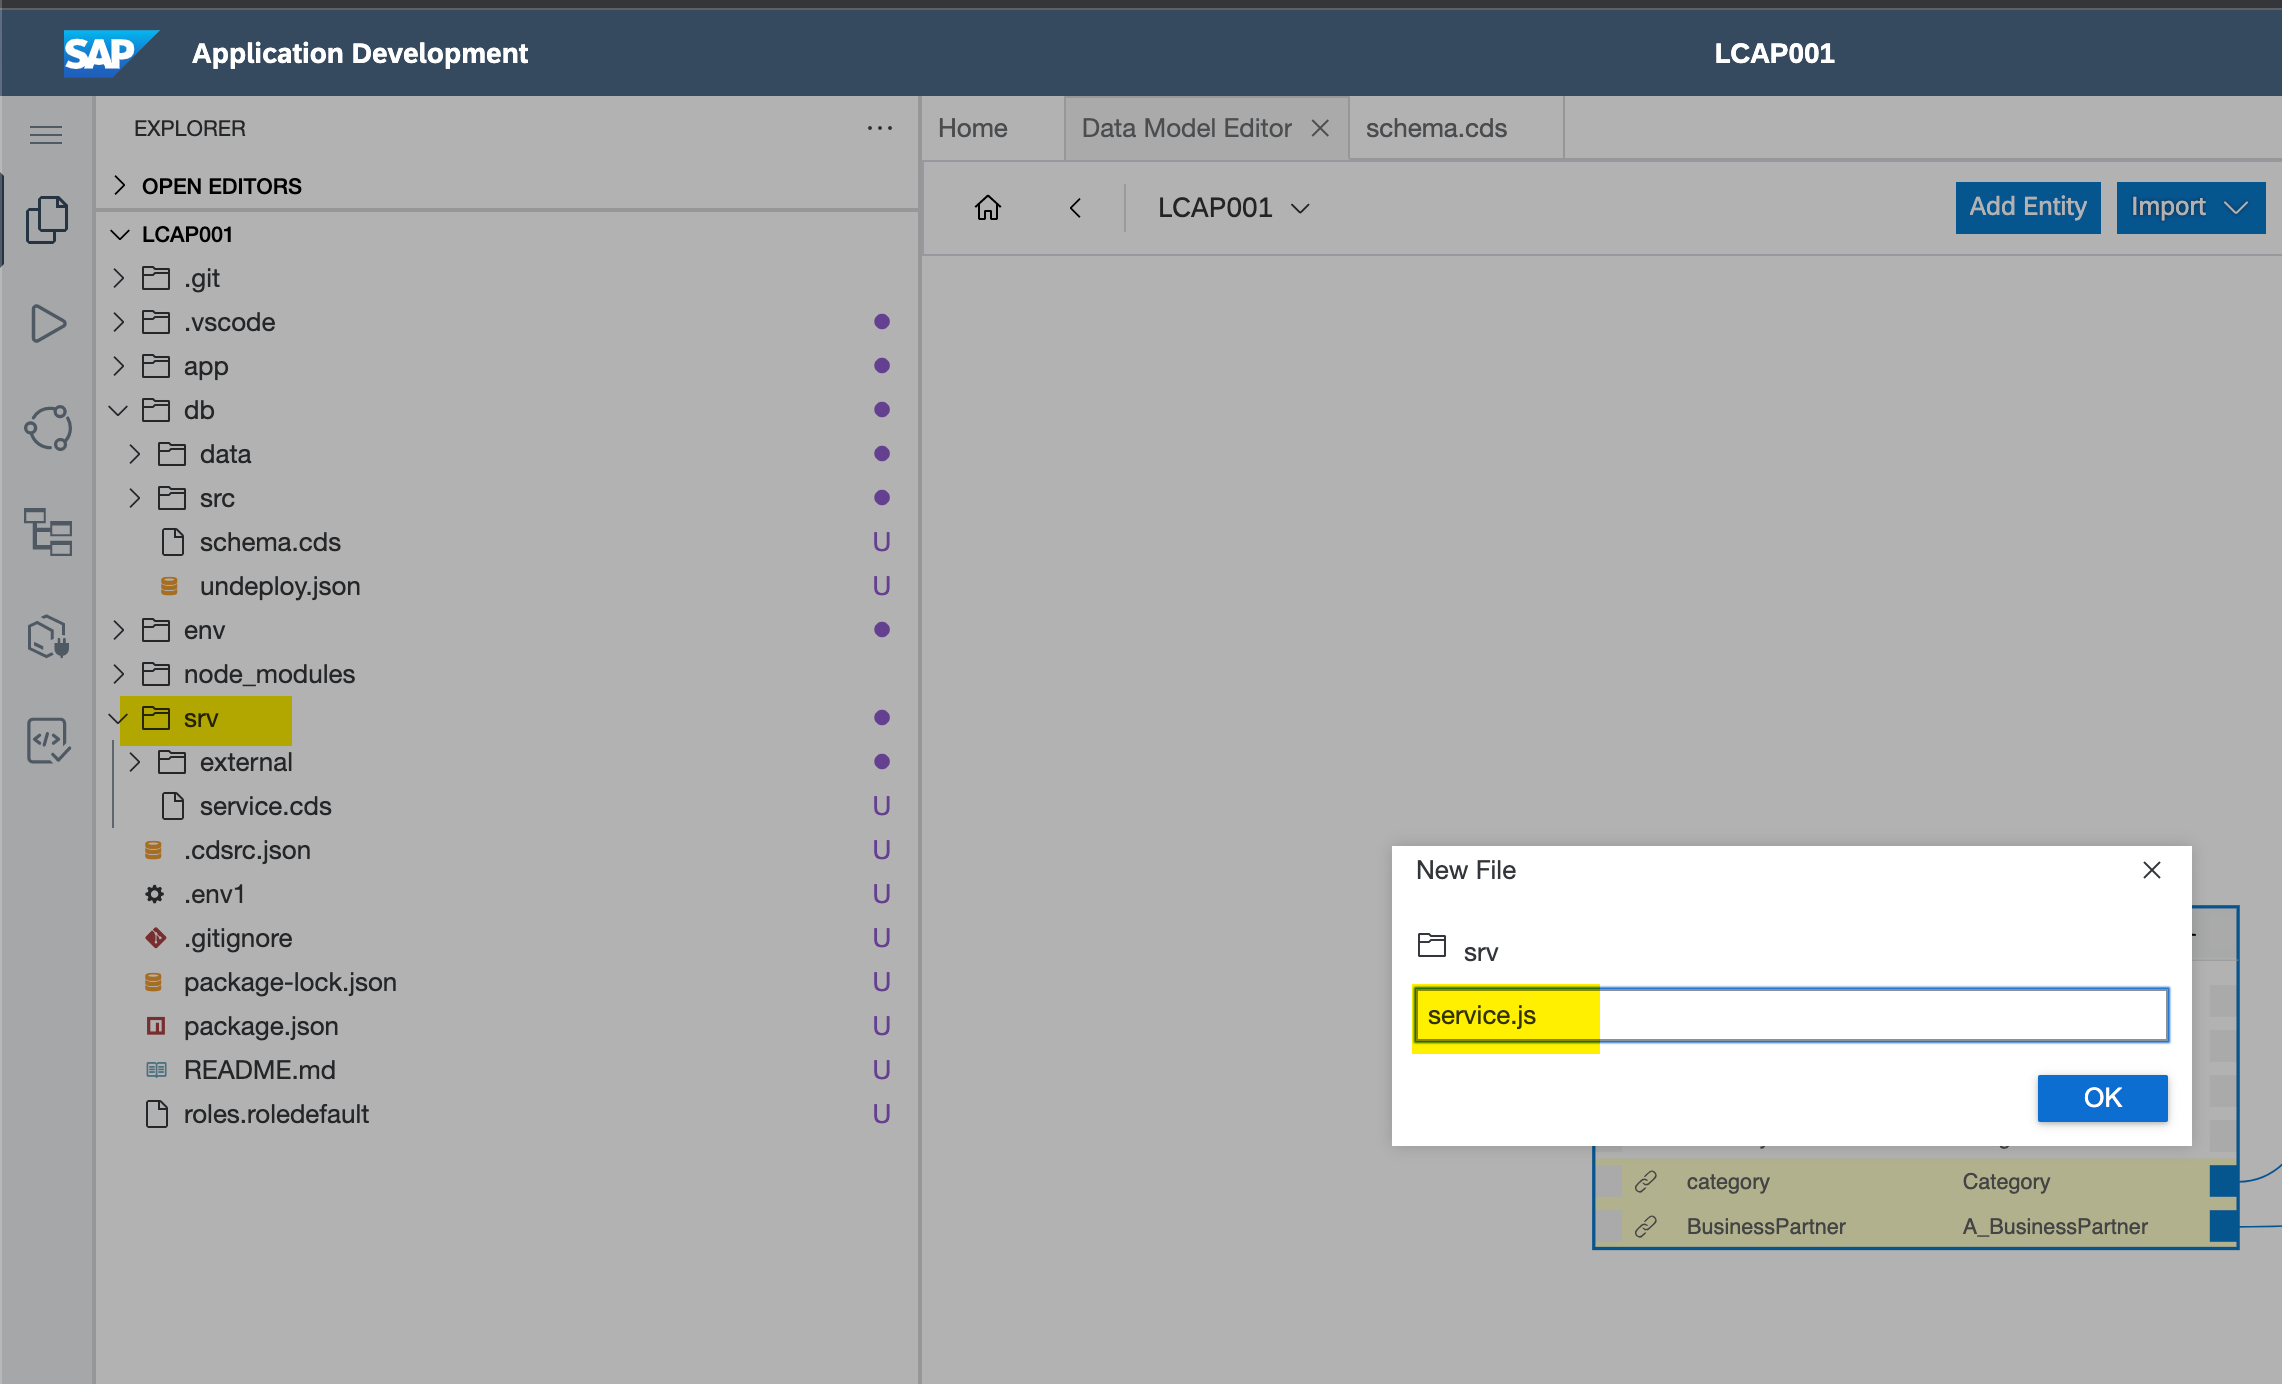 SAP Application Development LCAP001
EXPLORER ...
OPEN EDITORS
LCAP001
.git
.vscode
app
db
data
src
schema.cds U
undeploy.json U
env
node_modules
srv
external
service.cds U
.cdsrc.json U
.env1 U
.gitignore U
package-lock.json U
package.json U
README.md U
roles.roledefault U
Home Data Model Editor schema.cds
LCAP001 Add Entity Import
New File
srv
service.js
OK
category Category
BusinessPartner A_BusinessPartner